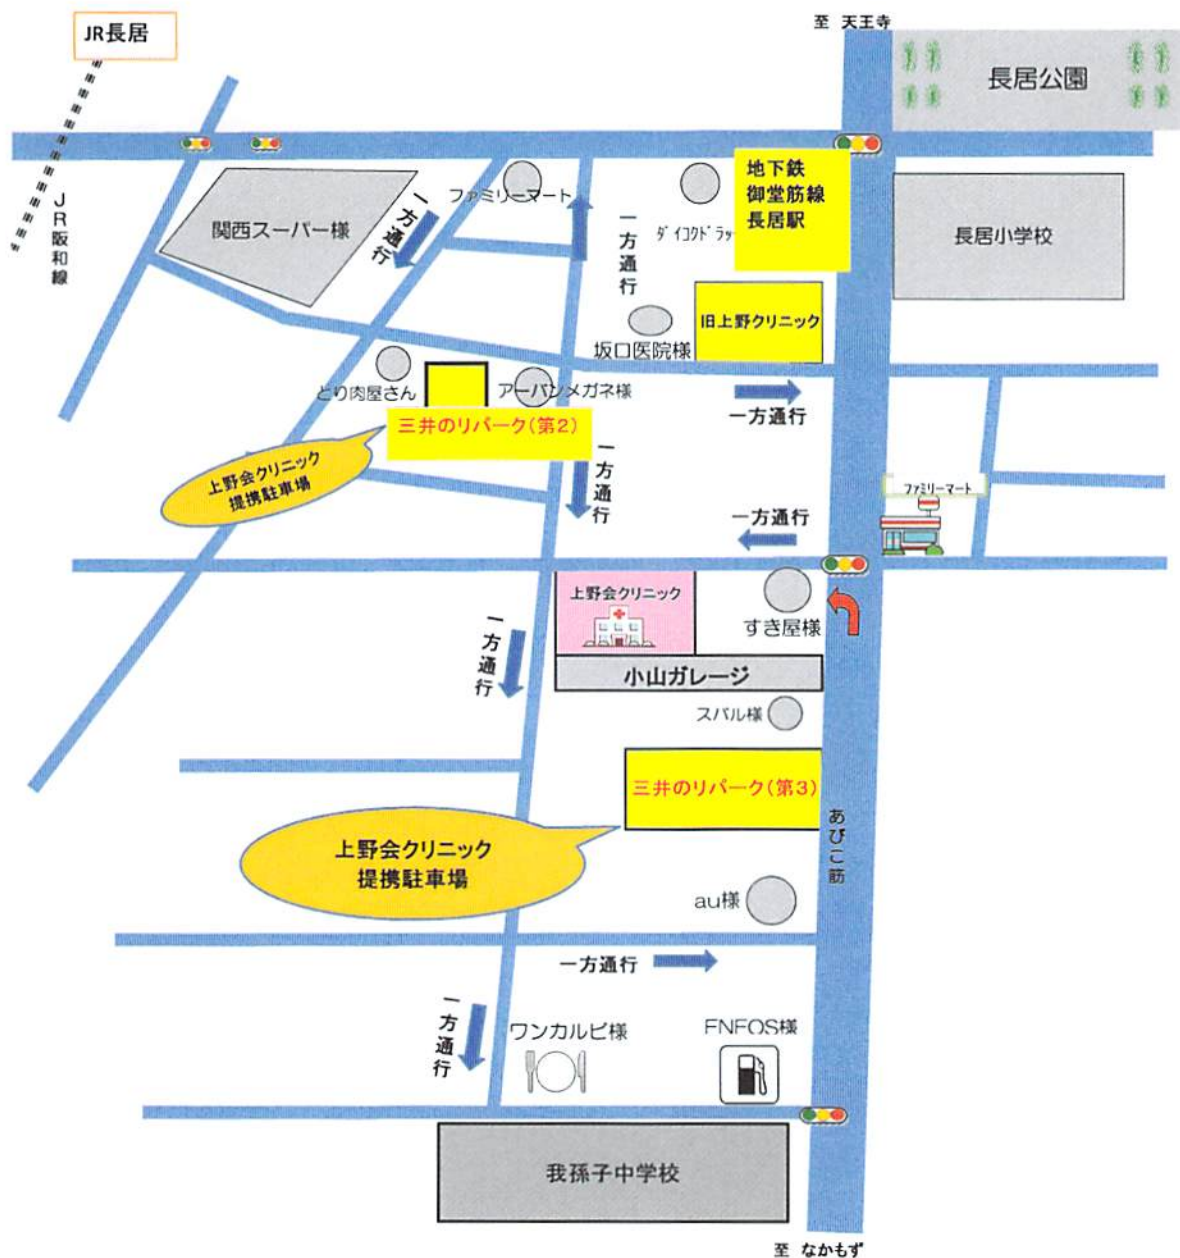 至 天王寺
JR長居
長居公園
地下鉄
御堂筋線
長居駅
ファミリーマート
一方通行
一方通行
ダイコクドラッ
JR阪和線
関西スーパー様
長居小学校
旧上野クリニック
坂口医院様
とり肉屋さん
アーバンメガネ様
一方通行
三井のリパーク(第2)
上野会クリニック
提携駐車場
一方通行
ファミリーマート
一方通行
上野会クリニック
すき屋様
一方通行
小山ガレージ
スバル様
三井のリパーク(第3)
あびこ筋
上野会クリニック
提携駐車場
au様
一方通行
一方通行
ワンカルビ様
ENEOS様
我孫子中学校
至 なかもず